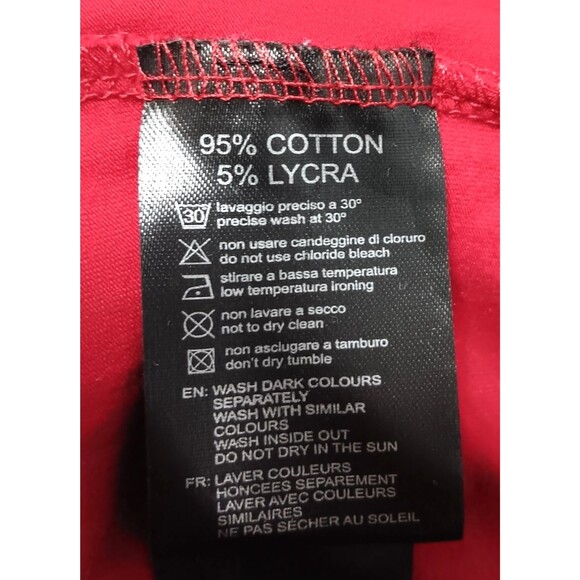 95% COTTON
5% LYCRA
30° lavaggio preciso a 30°
precise wash at 30°
non usare candeggine di cloruro
do not use chloride bleach
stirare a bassa temperatura
low temperature ironing
non lavare a secco
not to dry clean
non asciugare a tamburo
don't dry tumble
EN: WASH DARK COLOURS
SEPARATELY
WASH WITH SIMILAR
COLOURS
WASH INSIDE OUT
DO NOT DRY IN THE SUN
FR: LAVER COULEURS
HONCEES SEPAREMENT
LAVER AVEC COULEURS
SIMILAIRES
NE PAS SÉCHER AU SOLEIL